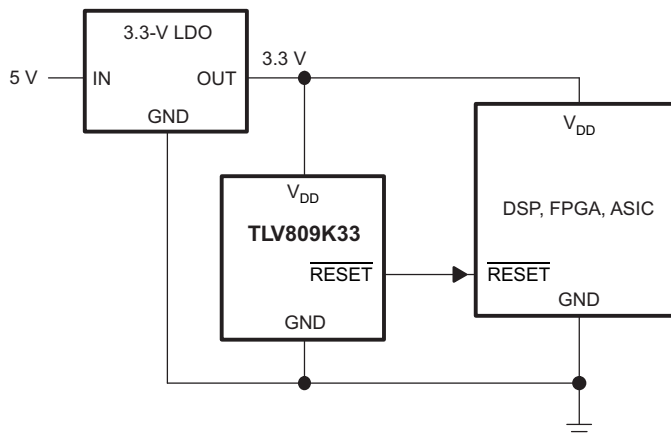 3.3-V LDO
5 V
IN
OUT
3.3 V
GND
V_DD
V_DD
TLV809K33
DSP, FPGA, ASIC
RESET
RESET
GND
GND